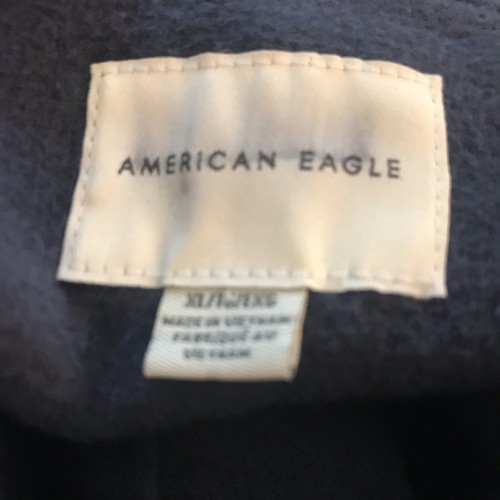 AMERICAN EAGLE
MADE IN VIETNAM
FABRIQUÉ AU
VIETNAM